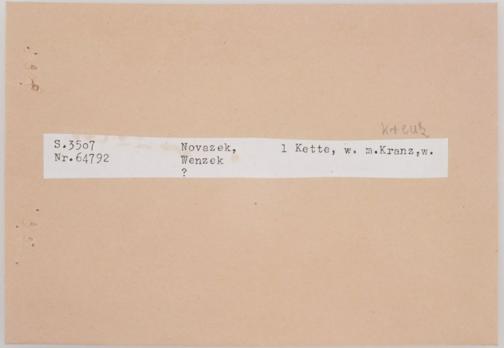 Kreuz
S.3507 Novazek, 1 Kette, w. m.Kranz,w.
Nr.64792 Wenzek
?